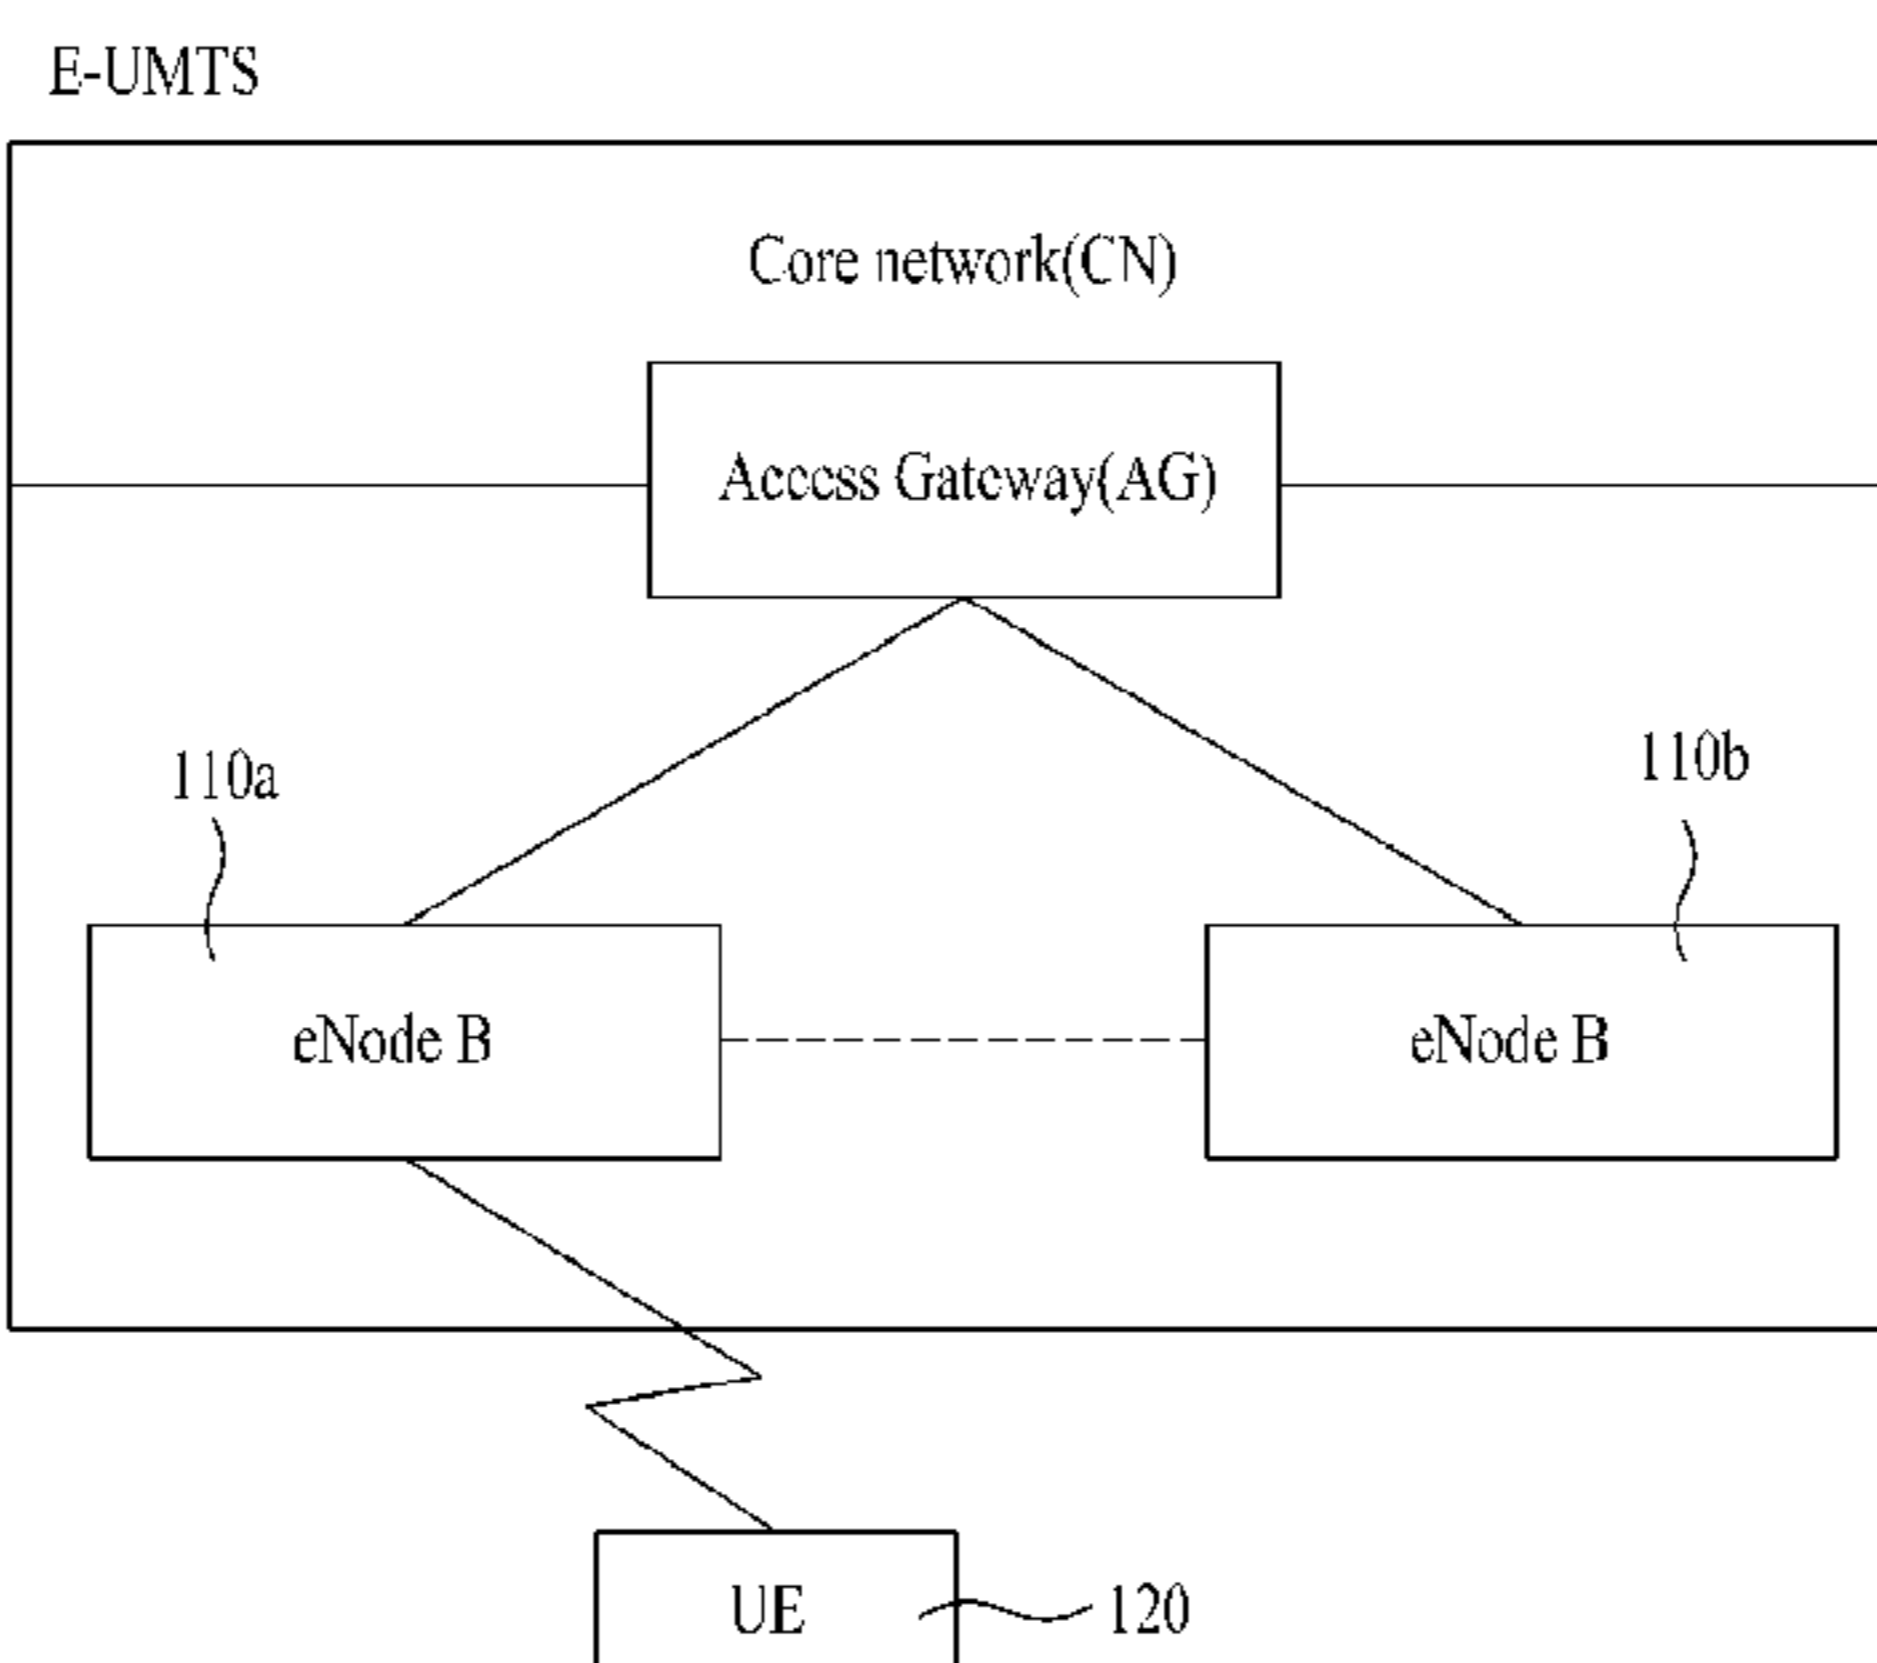 E-UMTS
Core network(CN)
Access Gateway(AG)
110a
110b
eNode B
eNode B
UE
120